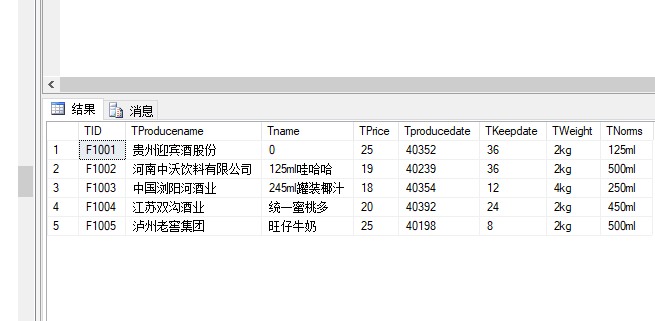 结果 消息
TID TProducename Tname TPrice Tproducedate TKeepdate TWeight TNorms
1 F1001 贵州迎宾酒股份 0 25 40352 36 2kg 125ml
2 F1002 河南中沃饮料有限公司 125ml哇哈哈 19 40239 36 2kg 500ml
3 F1003 中国浏阳河酒业 245ml罐装椰汁 18 40354 12 4kg 250ml
4 F1004 江苏双沟酒业 统一蜜桃多 20 40392 24 2kg 450ml
5 F1005 泸州老窖集团 旺仔牛奶 25 40198 8 2kg 500ml